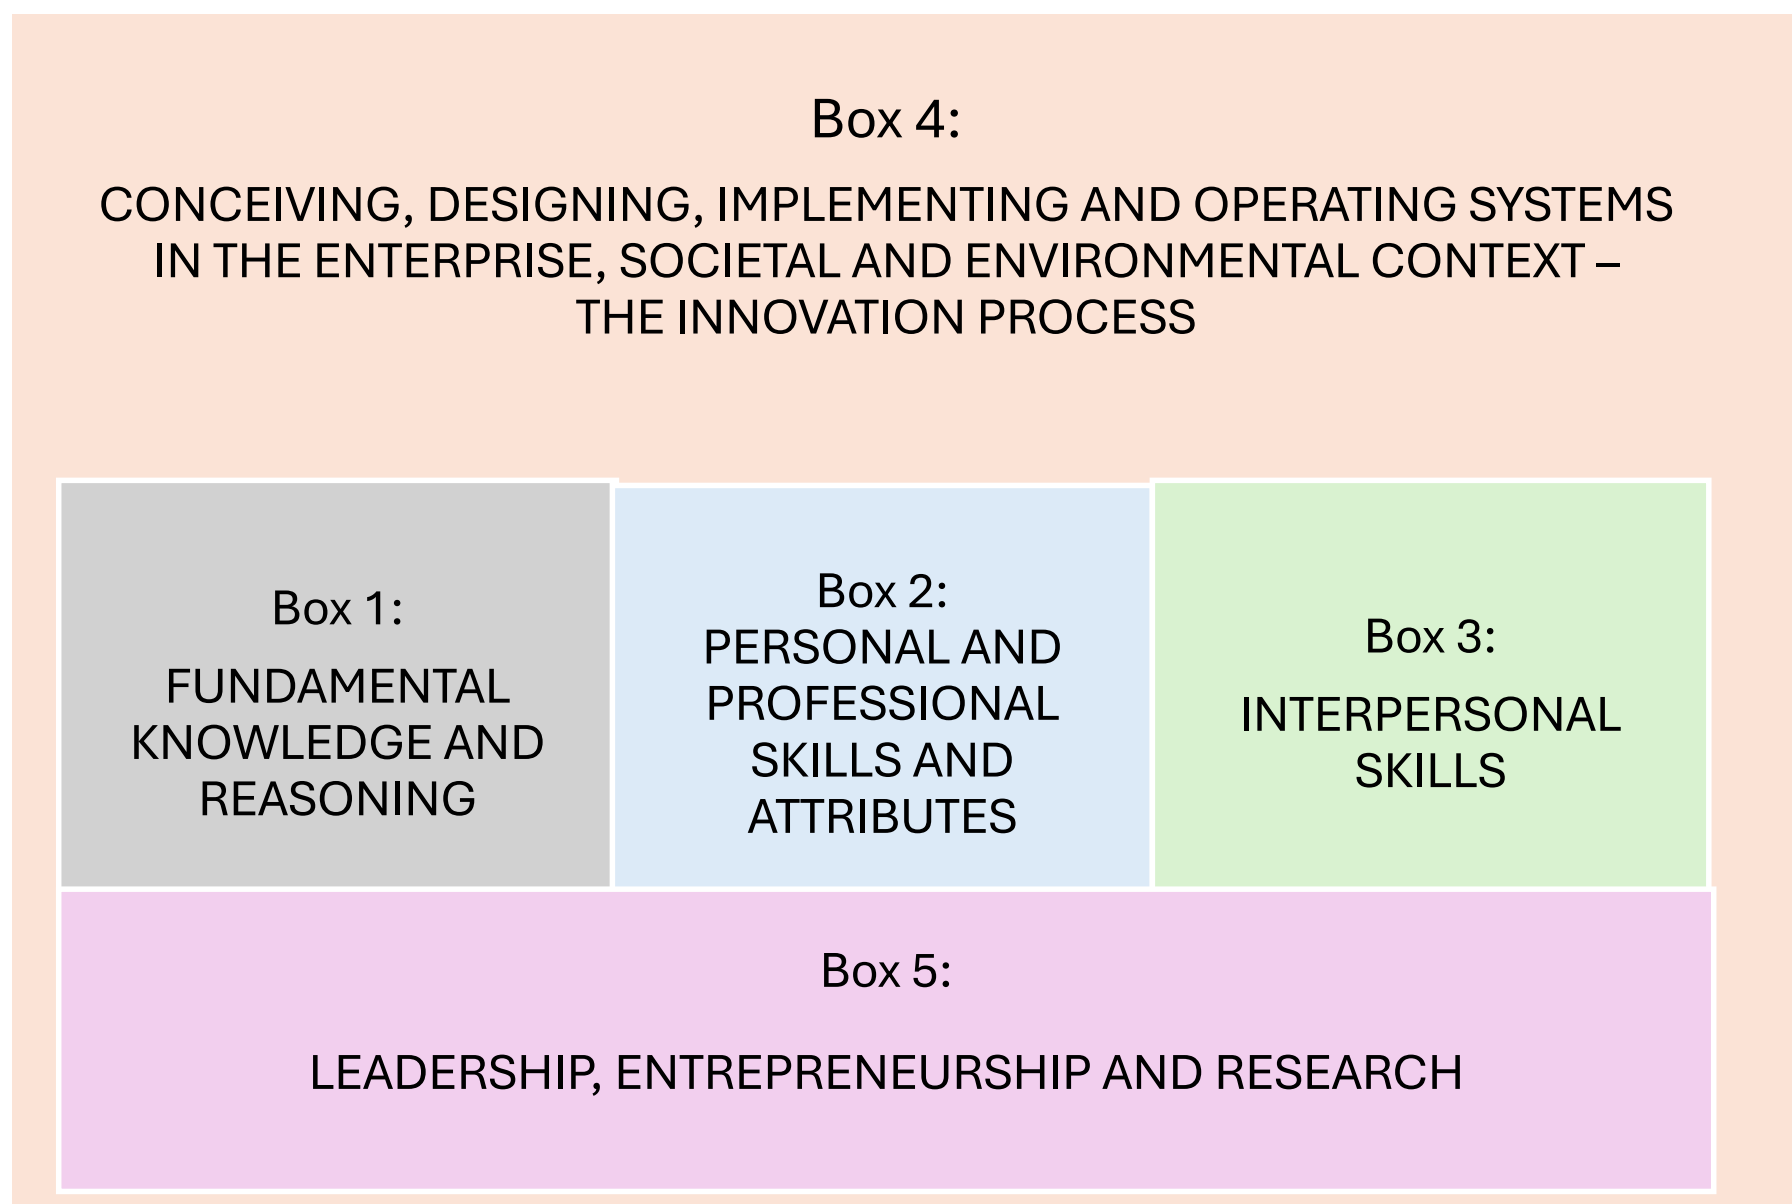 Box 4:
CONCEIVING, DESIGNING, IMPLEMENTING AND OPERATING SYSTEMS
IN THE ENTERPRISE, SOCIETAL AND ENVIRONMENTAL CONTEXT –
THE INNOVATION PROCESS
Box 1:
FUNDAMENTAL
KNOWLEDGE AND
REASONING
Box 2:
PERSONAL AND
PROFESSIONAL
SKILLS AND
ATTRIBUTES
Box 3:
INTERPERSONAL
SKILLS
Box 5:
LEADERSHIP, ENTREPRENEURSHIP AND RESEARCH